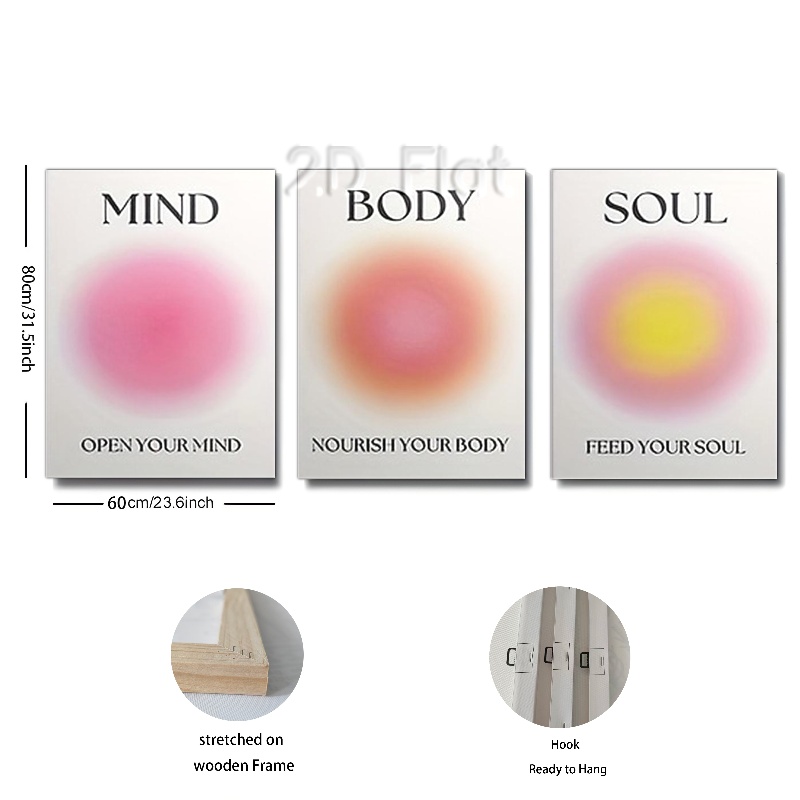 2D Flat
MIND
BODY
SOUL
80cm/31.5inch
OPEN YOUR MIND
NOURISH YOUR BODY
FEED YOUR SOUL
60cm/23.6inch
stretched on
wooden Frame
Hook
Ready to Hang